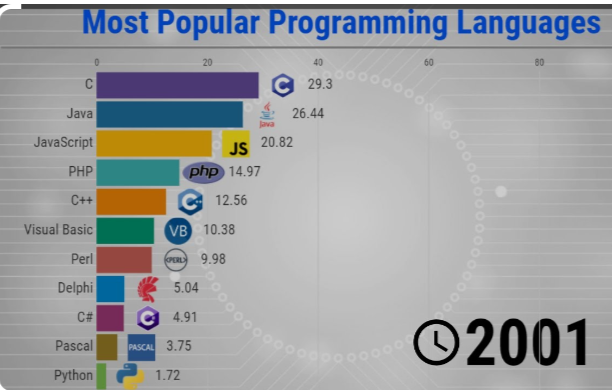 Most Popular Programming Languages
0 20 40 60 80
C C 29.3
Java Java 26.44
JavaScript JS 20.82
PHP php 14.97
C++ C++ 12.56
Visual Basic VB 10.38
Perl PERL 9.98
Delphi 5.04
C# C# 4.91
Pascal PASCAL 3.75
Python 1.72
2001